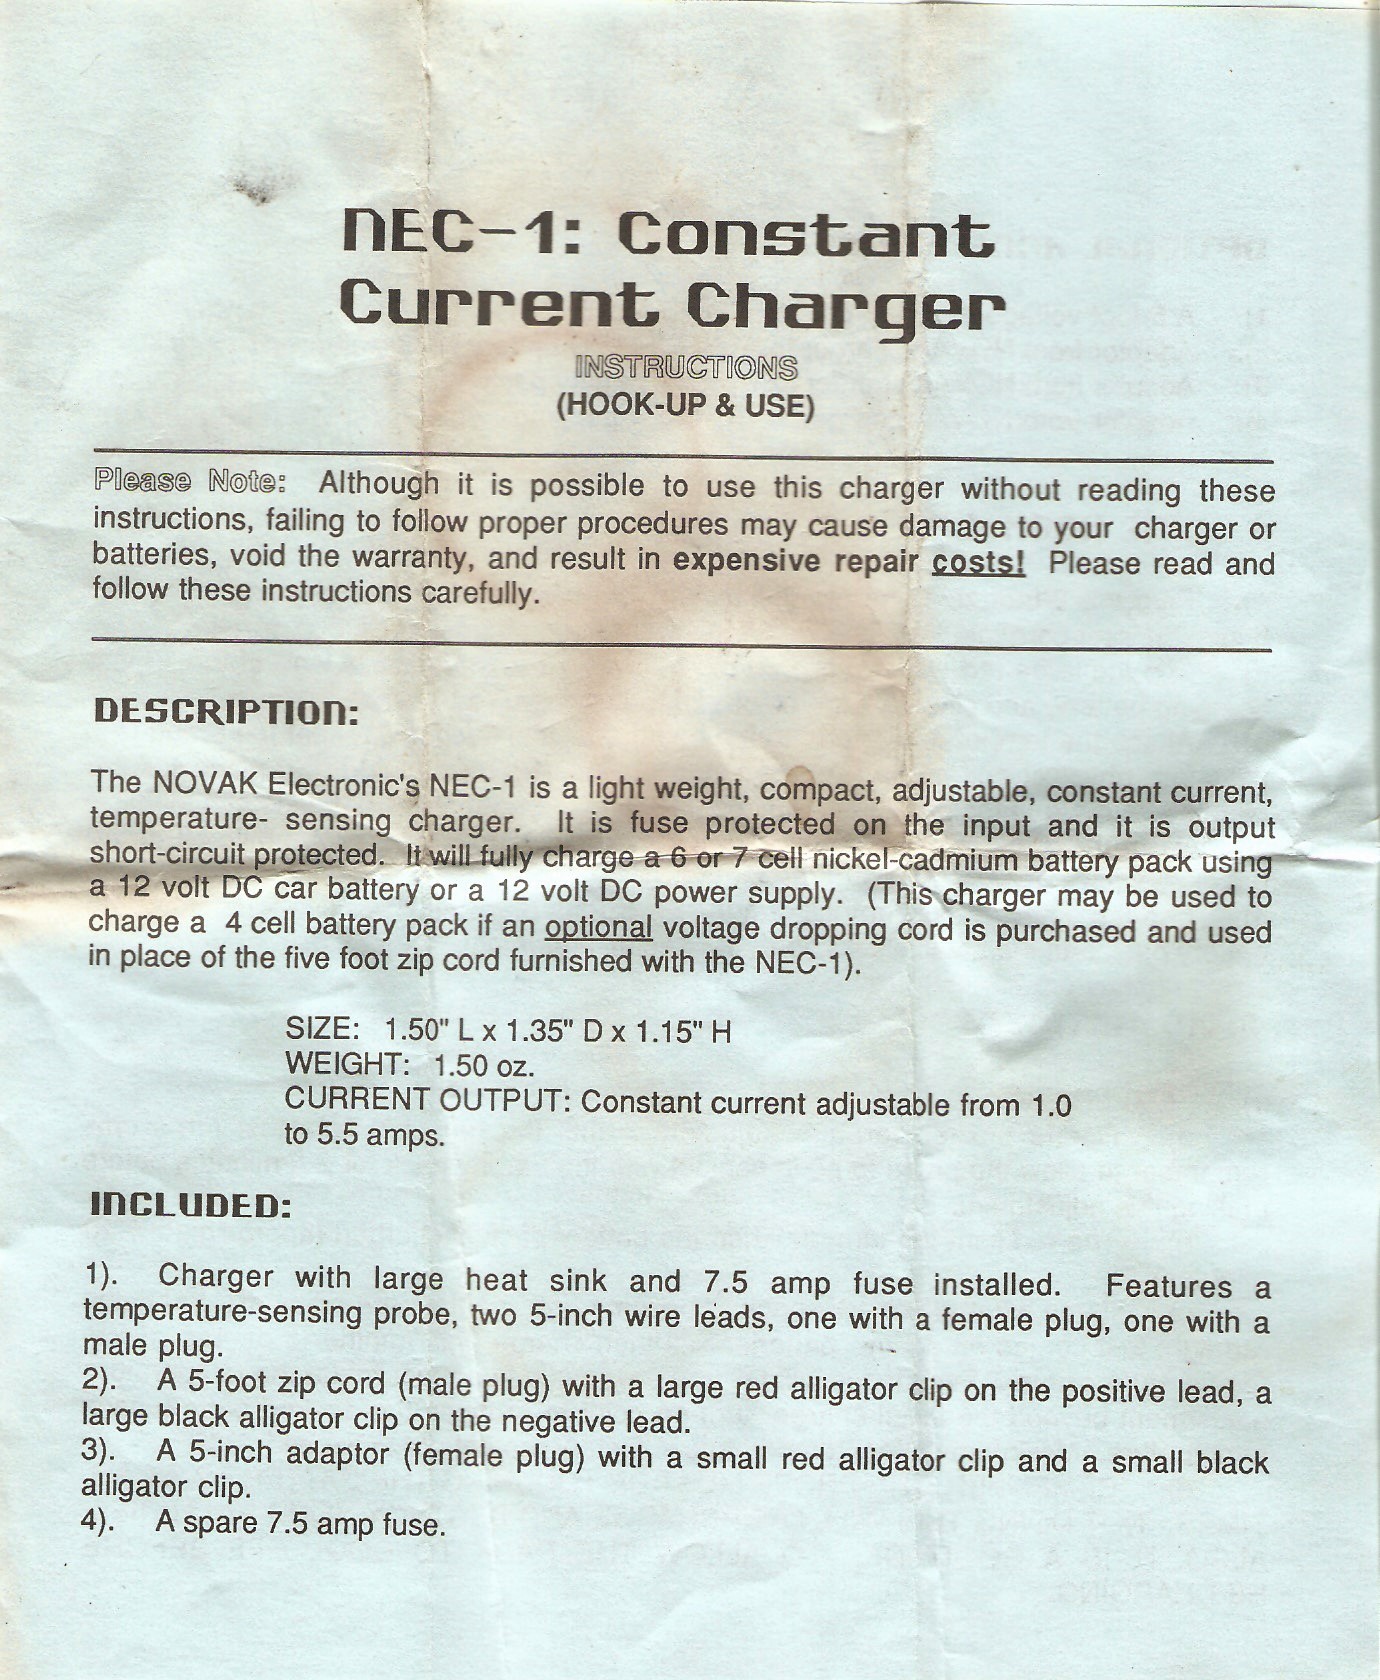 NEC-1: Constant
Current Charger
INSTRUCTIONS
(HOOK-UP & USE)
Please Note: Although it is possible to use this charger without reading these
instructions, failing to follow proper procedures may cause damage to your charger or
batteries, void the warranty, and result in expensive repair costs! Please read and
follow these instructions carefully.
DESCRIPTION:
The NOVAK Electronic's NEC-1 is a light weight, compact, adjustable, constant current,
temperature- sensing charger. It is fuse protected on the input and it is output
short-circuit protected. It will fully charge a 6 or 7 cell nickel-cadmium battery pack using
a 12 volt DC car battery or a 12 volt DC power supply. (This charger may be used to
charge a 4 cell battery pack if an optional voltage dropping cord is purchased and used
in place of the five foot zip cord furnished with the NEC-1).
SIZE: 1.50" L x 1.35" D x 1.15" H
WEIGHT: 1.50 oz.
CURRENT OUTPUT: Constant current adjustable from 1.0
to 5.5 amps.
INCLUDED:
1). Charger with large heat sink and 7.5 amp fuse installed. Features a
temperature-sensing probe, two 5-inch wire leads, one with a female plug, one with a
male plug.
2). A 5-foot zip cord (male plug) with a large red alligator clip on the positive lead, a
large black alligator clip on the negative lead.
3). A 5-inch adaptor (female plug) with a small red alligator clip and a small black
alligator clip.
4). A spare 7.5 amp fuse.